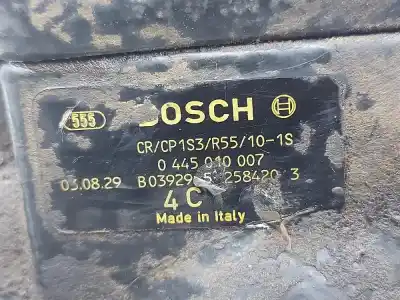 555 BOSCH
CR/CP1S3/R55/10-1S
0 445 010 007
03.08.29
4 C
Made in Italy